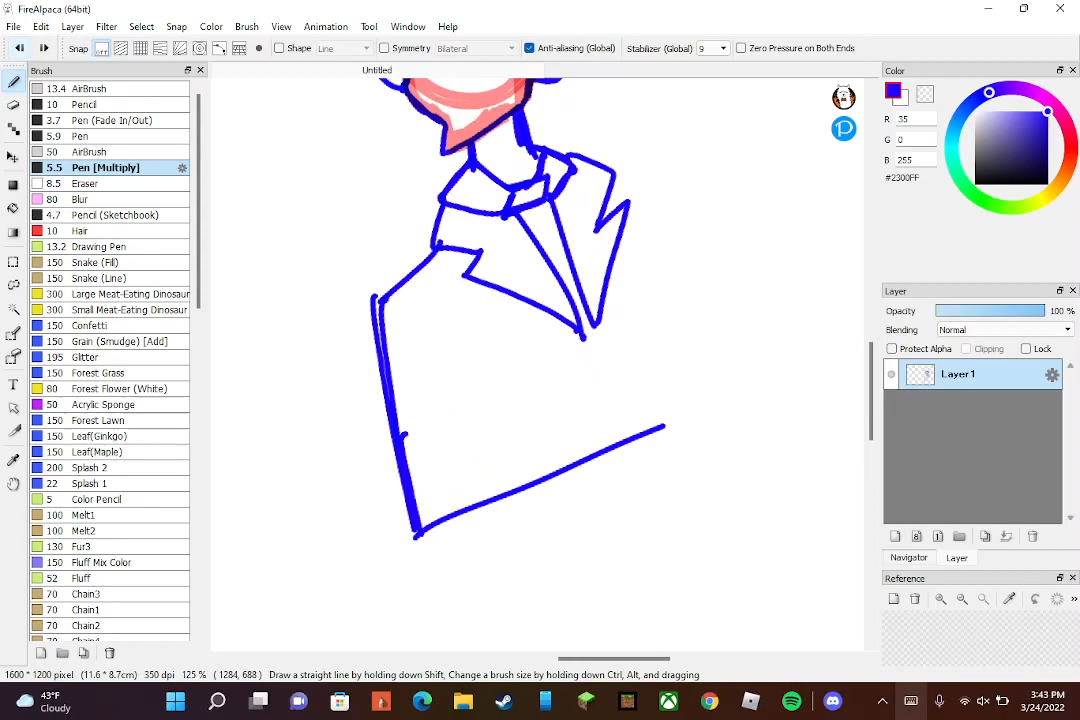 FireAlpaca (64bit)
File Edit Layer Filter Select Snap Color Brush View Animation Tool Window Help
Snap off Shape Line Symmetry Bilateral Anti-aliasing (Global) Stabilizer (Global) 9 Zero Pressure on Both Ends
Brush
Untitled
13.4 AirBrush
10 Pencil
3.7 Pen (Fade In/Out)
5.9 Pen
50 AirBrush
5.5 Pen [Multiply]
8.5 Eraser
80 Blur
4.7 Pencil (Sketchbook)
10 Hair
13.2 Drawing Pen
150 Snake (Fill)
150 Snake (Line)
300 Large Meat-Eating Dinosaur
300 Small Meat-Eating Dinosaur
150 Confetti
150 Grain (Smudge) [Add]
195 Glitter
150 Forest Grass
80 Forest Flower (White)
50 Acrylic Sponge
150 Forest Lawn
150 Leaf(Ginkgo)
150 Leaf(Maple)
200 Splash 2
22 Splash 1
5 Color Pencil
100 Melt1
100 Melt2
130 Fur3
150 Fluff Mix Color
52 Fluff
70 Chain3
70 Chain1
70 Chain2
70 Chain4
Color
R 35
G 0
B 255
#2300FF
Layer
Opacity 100 %
Blending Normal
Protect Alpha Clipping Lock
Layer1
Navigator Layer
Reference
1600 * 1200 pixel (11.6 * 8.7cm) 350 dpi 125 % ( 1284, 688 ) Draw a straight line by holding down Shift, Change a brush size by holding down Ctrl, Alt, and dragging
43°F
Cloudy
3:43 PM
3/24/2022